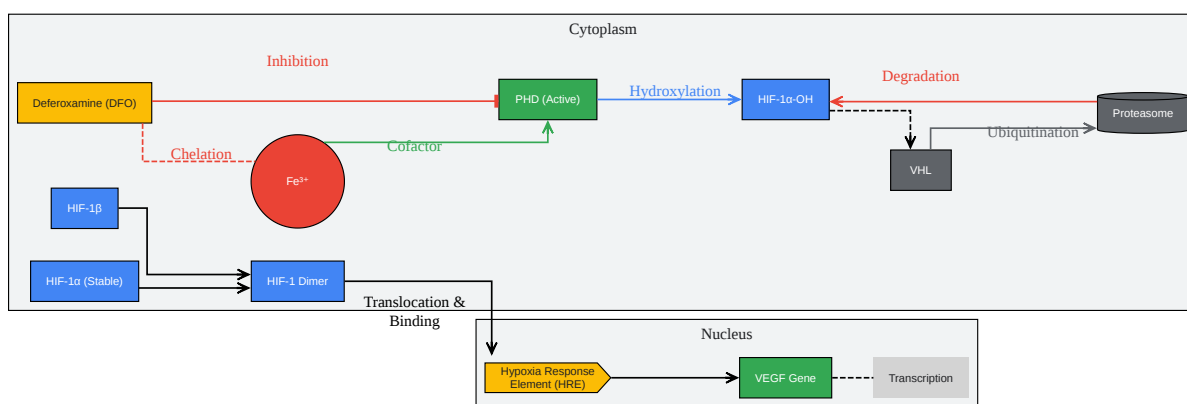 Cytoplasm
Inhibition
Degradation
Deferoxamine (DFO)
PHD (Active)
Hydroxylation
HIF-1α-OH
Proteasome
Chelation
Cofactor
Ubiquitination
Fe³⁺
VHL
HIF-1β
HIF-1α (Stable)
HIF-1 Dimer
Translocation &
Binding
Nucleus
Hypoxia Response
Element (HRE)
VEGF Gene
Transcription